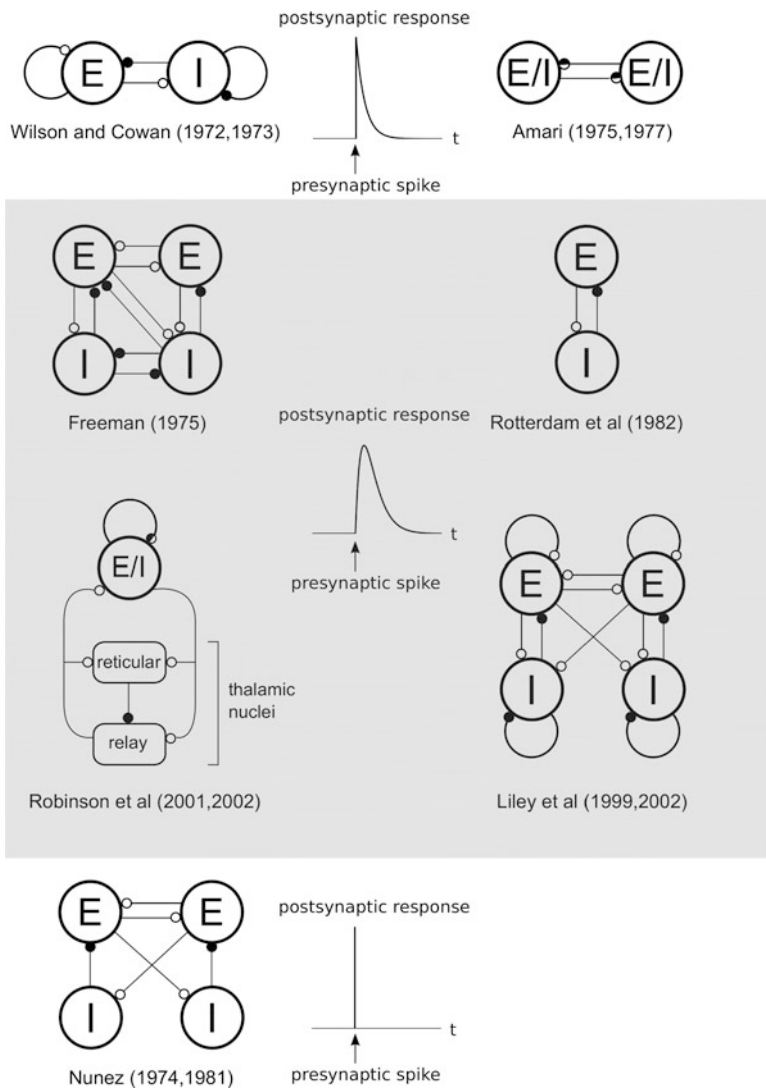 postsynaptic response
E
I
E/I
E/I
Wilson and Cowan (1972,1973)
t
Amari (1975,1977)
presynaptic spike
E
E
E
I
I
I
Freeman (1975)
Rotterdam et al (1982)
postsynaptic response
t
presynaptic spike
E/I
reticular
relay
thalamic
nuclei
E
E
I
I
Robinson et al (2001,2002)
Liley et al (1999,2002)
E
E
I
I
postsynaptic response
t
Nunez (1974,1981)
presynaptic spike